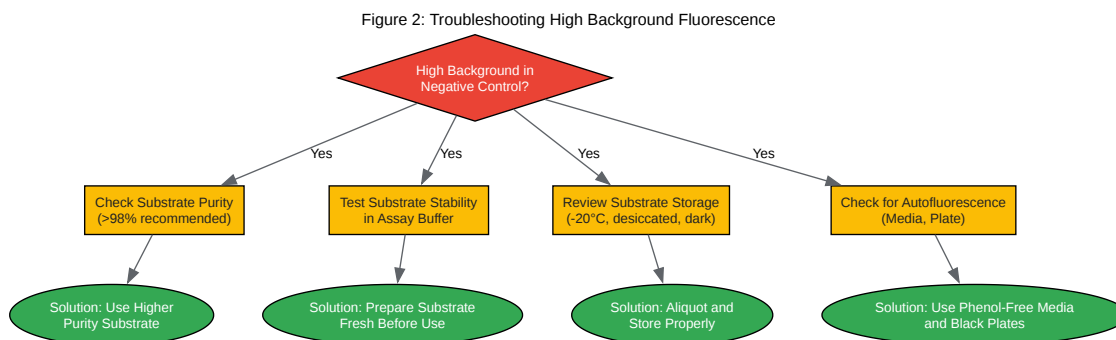 Figure 2: Troubleshooting High Background Fluorescence
High Background in
Negative Control?
Yes
Yes
Yes
Yes
Check Substrate Purity
(>98% recommended)
Test Substrate Stability
in Assay Buffer
Review Substrate Storage
(-20°C, desiccated, dark)
Check for Autofluorescence
(Media, Plate)
Solution: Use Higher
Purity Substrate
Solution: Prepare Substrate
Fresh Before Use
Solution: Aliquot and
Store Properly
Solution: Use Phenol-Free Media
and Black Plates